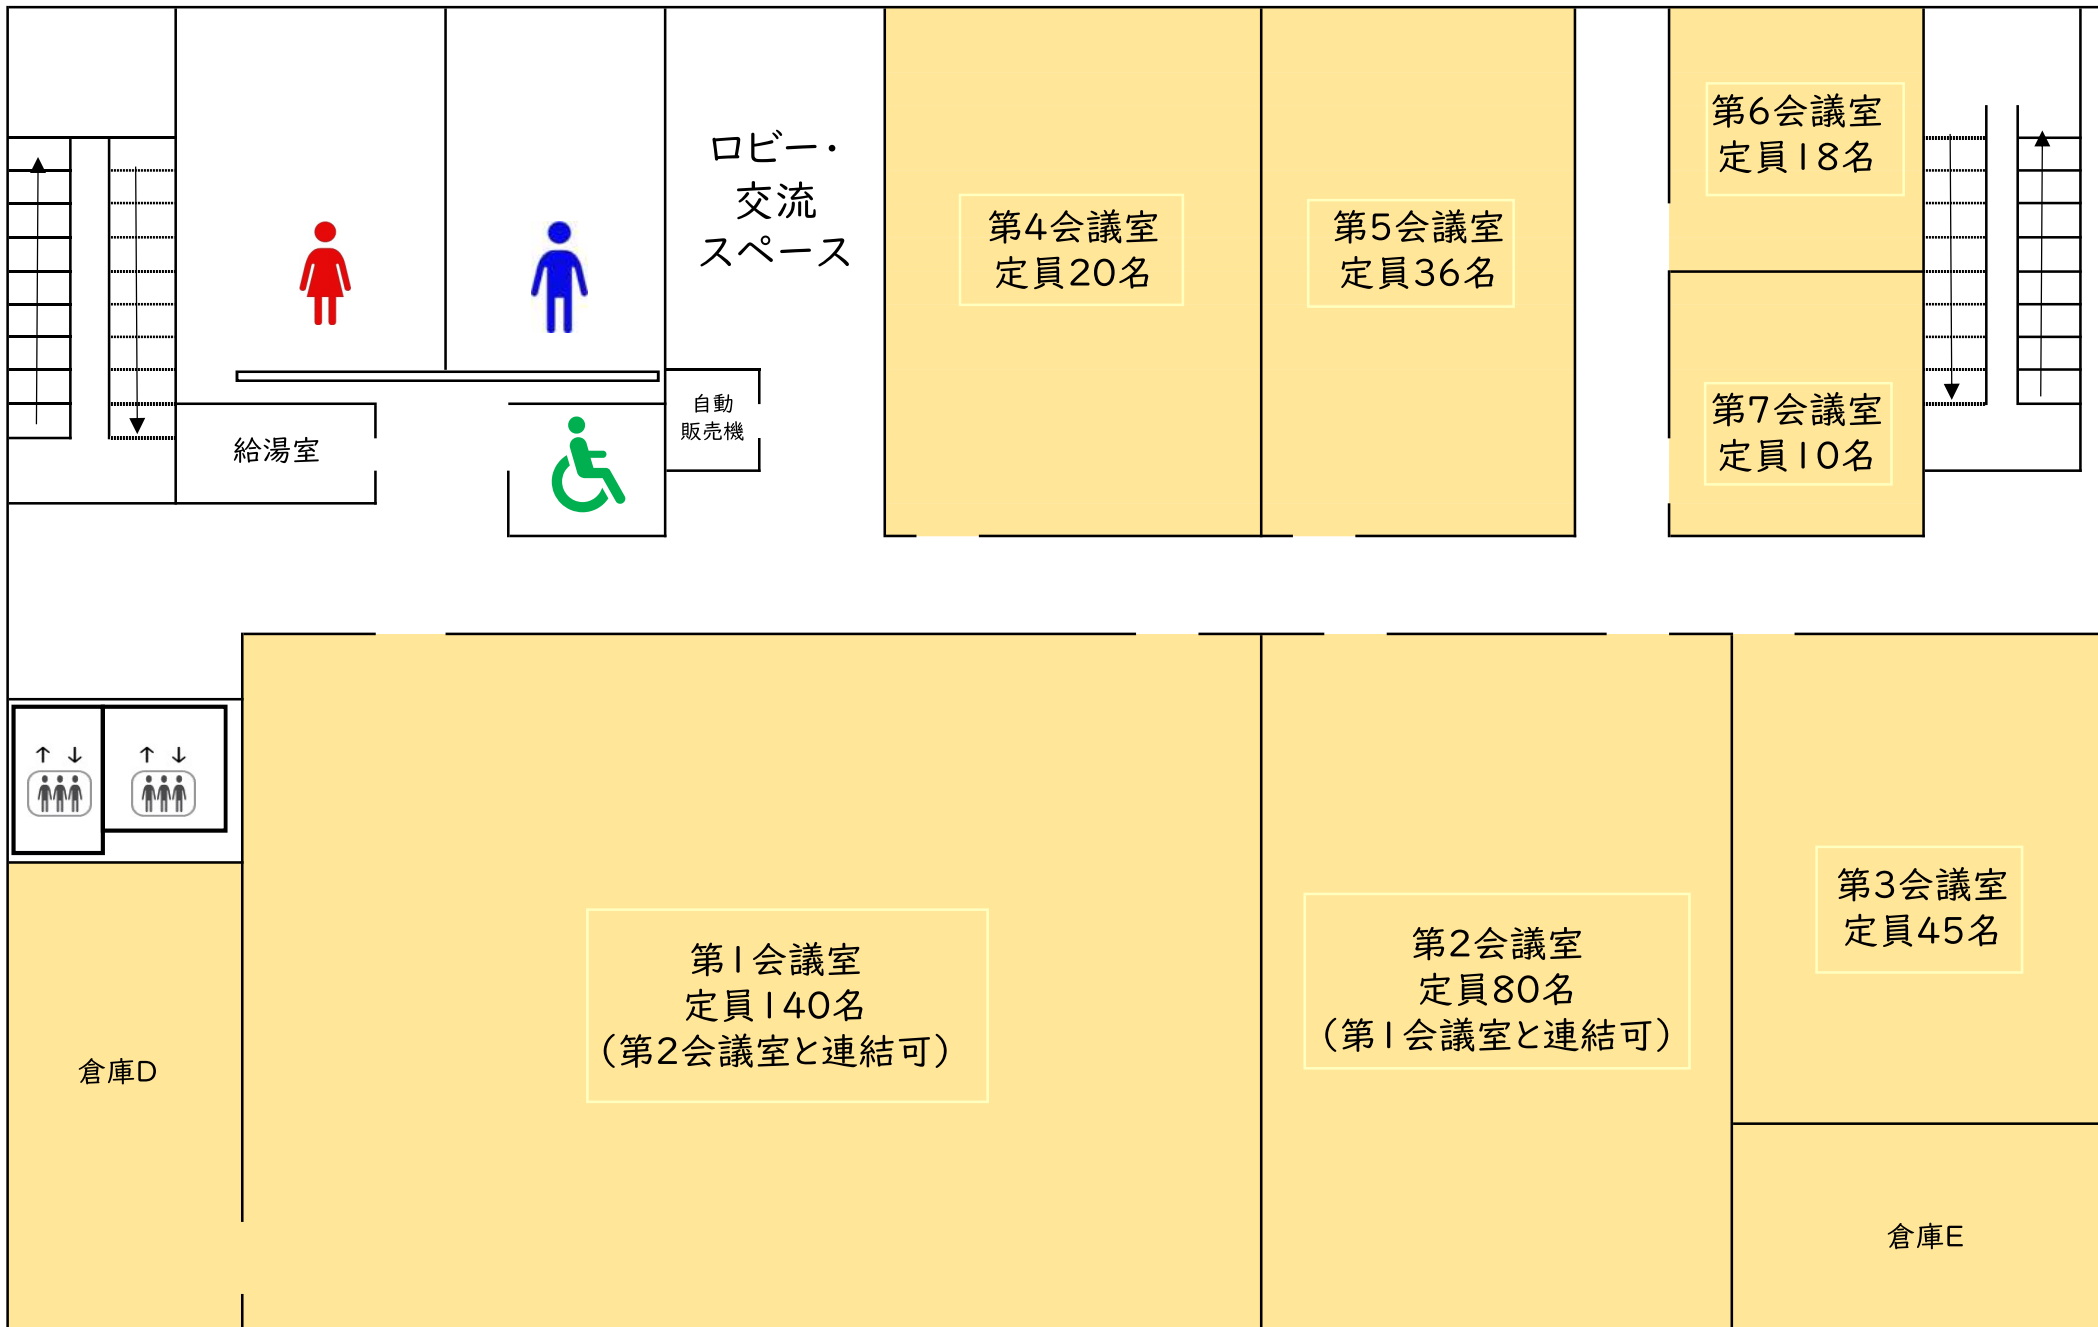 ロビー・
交流
スペース
第4会議室
定員20名
第5会議室
定員36名
第6会議室
定員18名
第7会議室
定員10名
自動
販売機
給湯室
↑ ↓
↑ ↓
第1会議室
定員140名
(第2会議室と連結可)
第2会議室
定員80名
(第1会議室と連結可)
第3会議室
定員45名
倉庫D
倉庫E